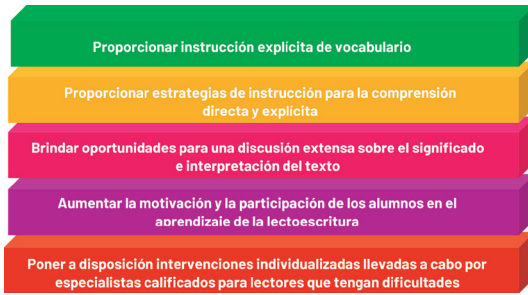 Proporcionar instrucción explícita de vocabulario
Proporcionar estrategias de instrucción para la comprensión
directa y explícita
Brindar oportunidades para una discusión extensa sobre el significado
e interpretación del texto
Aumentar la motivación y la participación de los alumnos en el
aprendizaje de la lectoescritura
Poner a disposición intervenciones individualizadas llevadas a cabo por
especialistas calificados para lectores que tengan dificultades